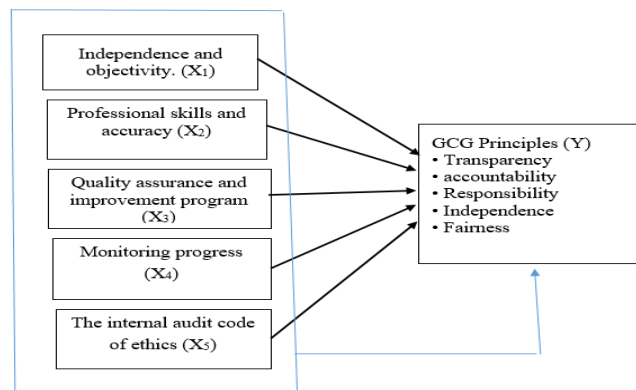 Independence and
objectivity. (X1)
Professional skills and
accuracy (X2)
Quality assurance and
improvement program
(X3)
Monitoring progress
(X4)
The internal audit code
of ethics (X5)
GCG Principles (Y)
• Transparency
• accountability
• Responsibility
• Independence
• Fairness